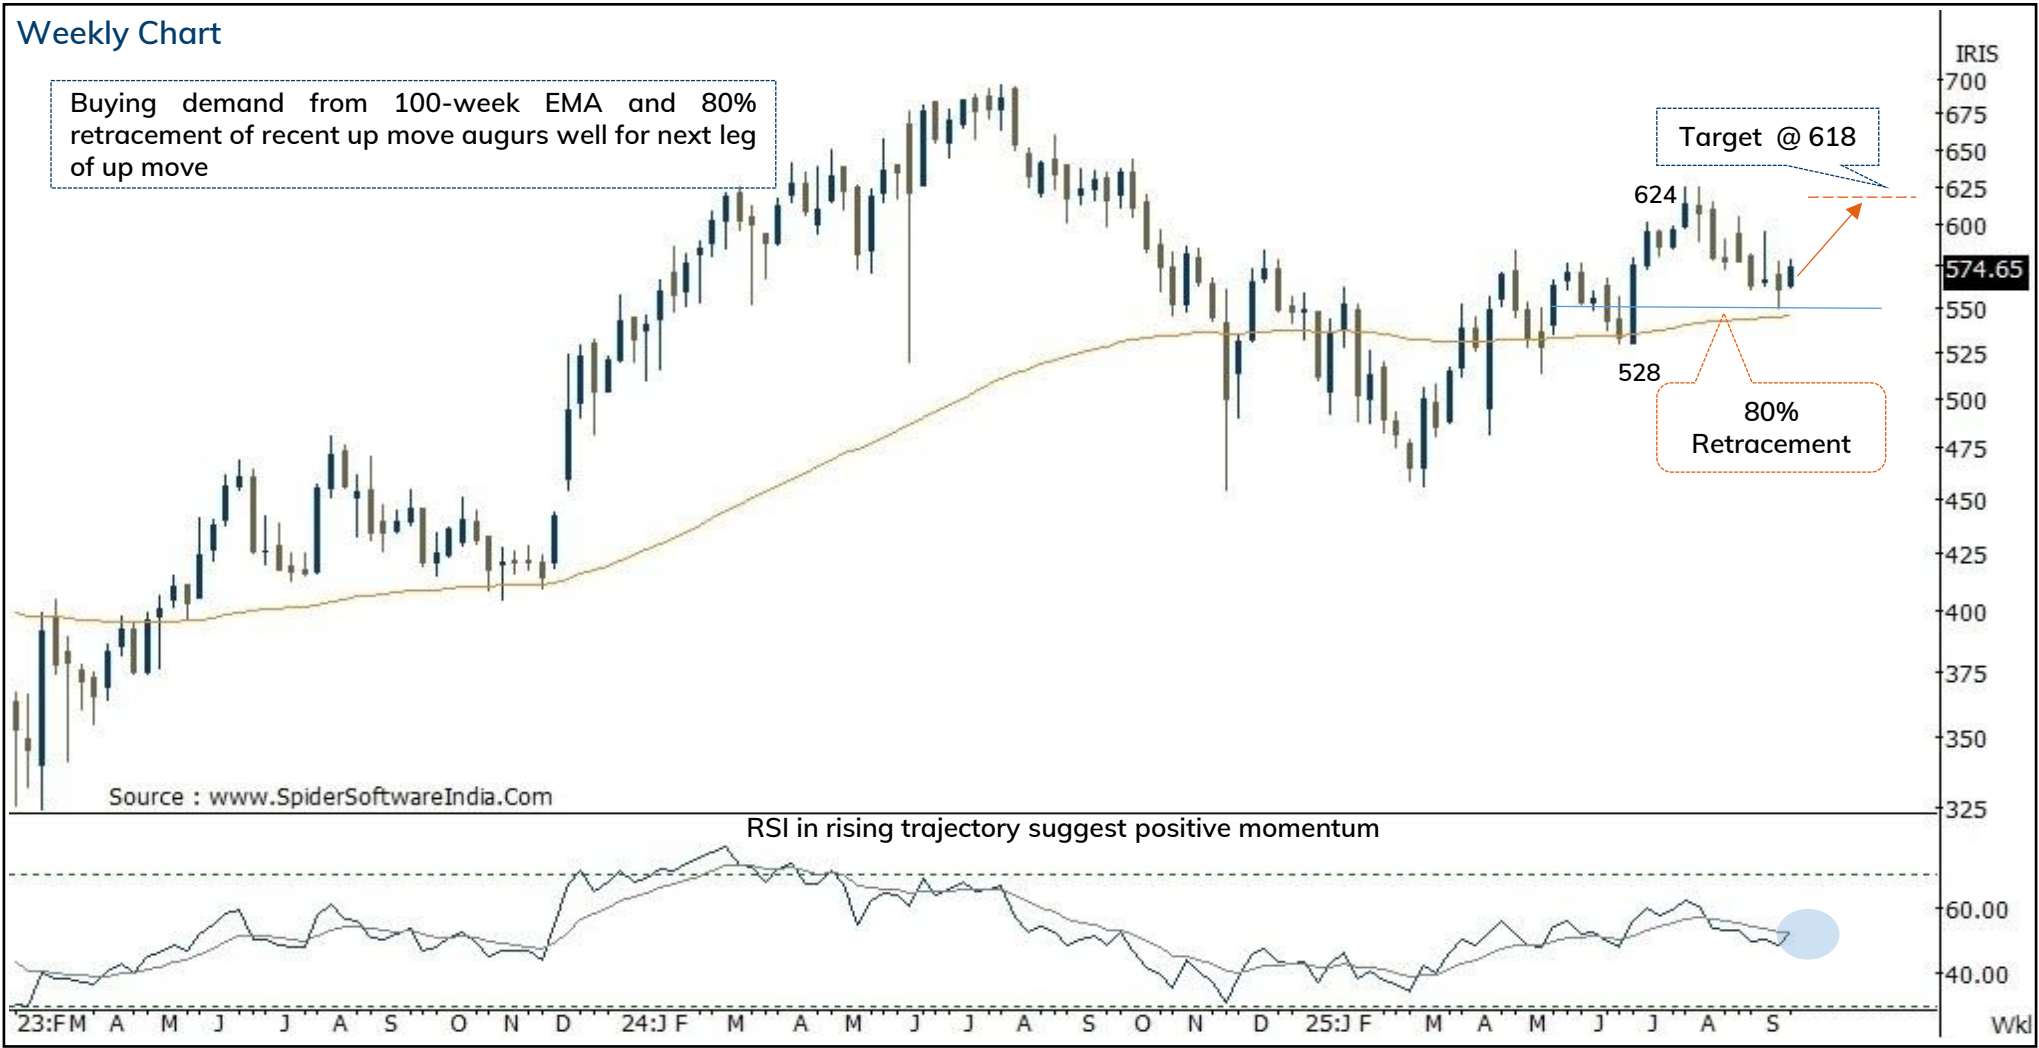 Weekly Chart
IRIS
Buying demand from 100-week EMA and 80%
retracement of recent up move augurs well for next leg
of up move
Target @ 618
624
528
80%
Retracement
700
675
650
625
600
574.65
550
525
500
475
450
425
400
375
350
325
Source : www.SpiderSoftwareIndia.Com
RSI in rising trajectory suggest positive momentum
60.00
40.00
23:F M A M J J A S O N D 24:J F M A M J J A S O N D 25:J F M A M J J A S Wkl